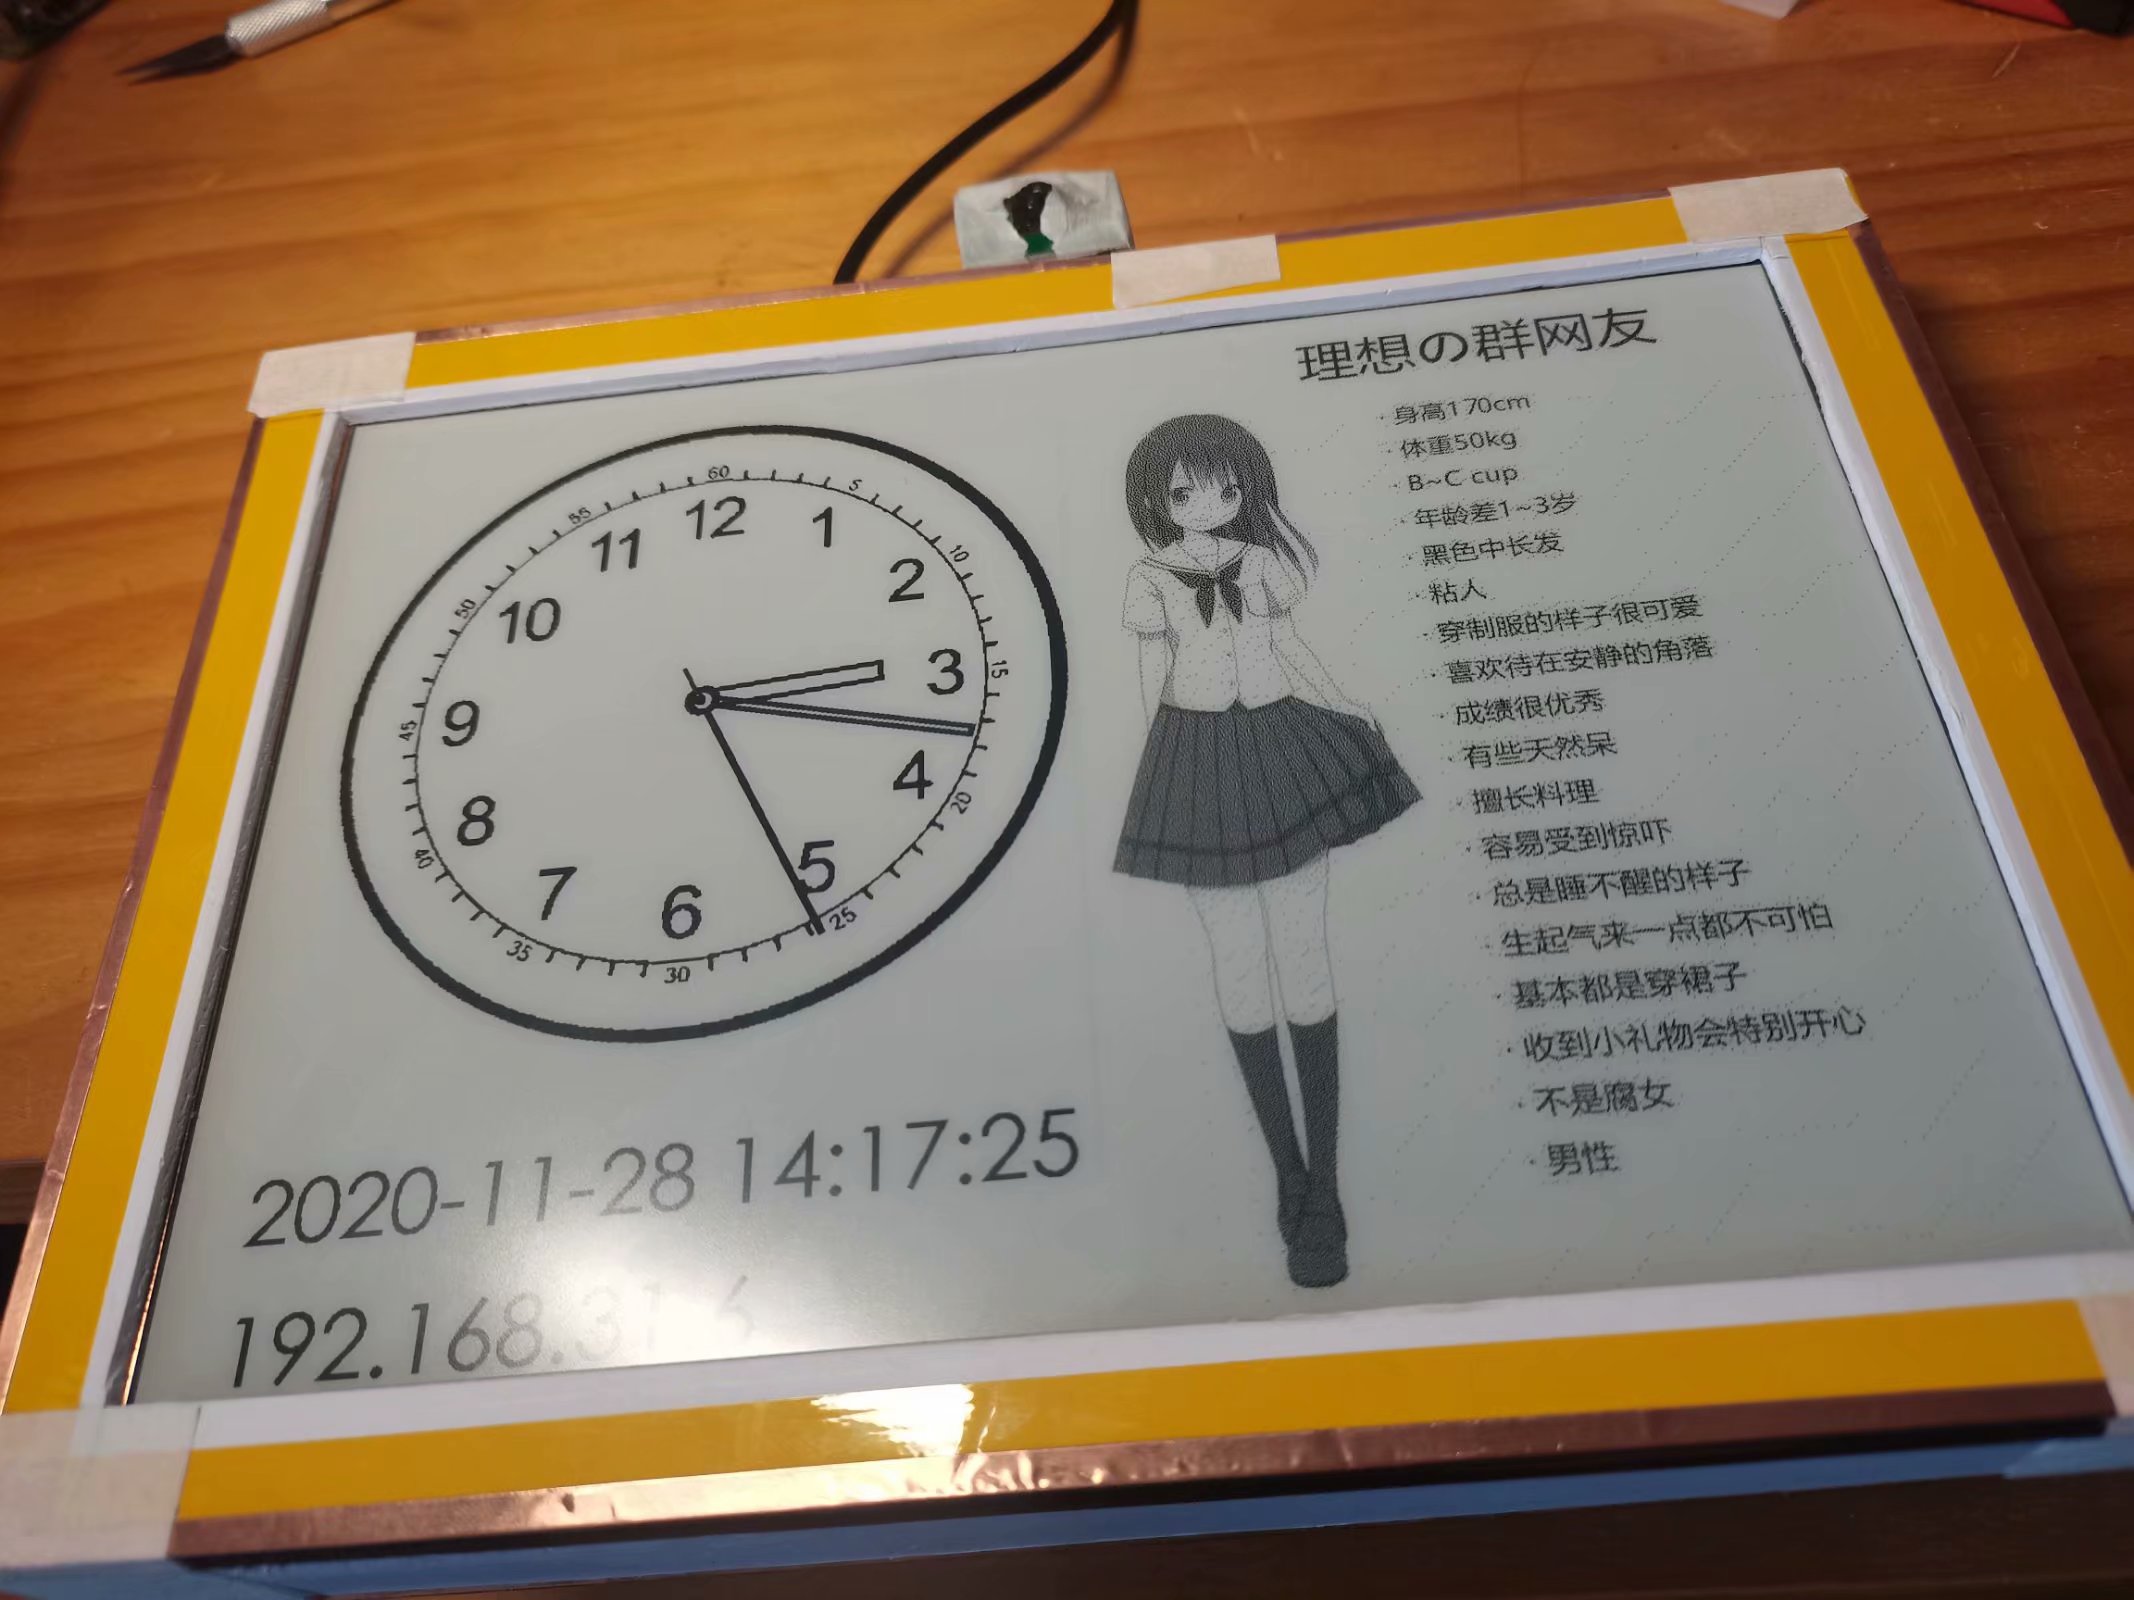 60
5
10
15
20
25
30
35
40
45
50
55
12
1
2
3
4
5
6
7
8
9
10
11
2020-11-28 14:17:25
192.168.31.6
理想の群网友
·身高170cm
·体重50kg
·B~C cup
·年龄差1~3岁
·黑色中长发
·粘人
·穿制服的样子很可爱
·喜欢待在安静的角落
·成绩很优秀
·有些天然呆
·擅长料理
·容易受到惊吓
·总是睡不醒的样子
·生起气来一点都不可怕
·基本都是穿裙子
·收到小礼物会特别开心
·不是腐女
·男性